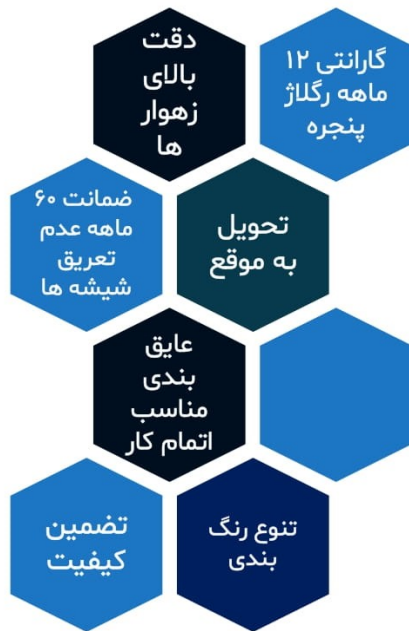 گارانتی ۱۲
ماهه رگلاژ
پنجره
دقت
بالای
زهوار
ها
تحویل
به موقع
ضمانت ۶۰
ماهه عدم
تعریق
شیشه ها
عایق
بندی
مناسب
اتمام کار
تنوع رنگ
بندی
تضمین
کیفیت